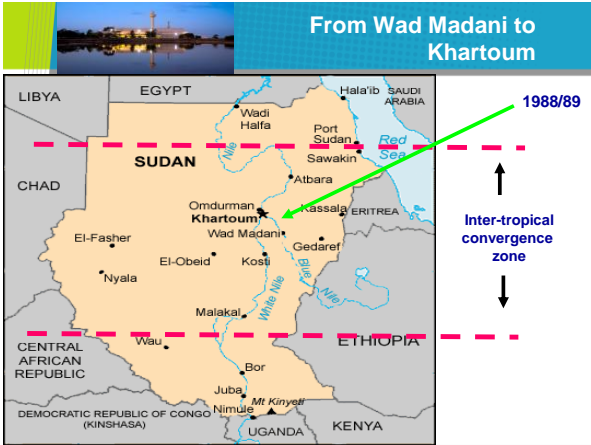 From Wad Madani to
Khartoum
LIBYA
EGYPT
Hala'ib
SAUDI
ARABIA
1988/89
Wadi
Halfa
Port
Sudan
Red
Sea
Nile
SUDAN
Sawakin
CHAD
Atbara
Omdurman
Khartoum
Kassala
ERITREA
Inter-tropical
convergence
zone
Wad Madani
El-Fasher
El-Obeid
Kosti
Gedaref
Nyala
Blue
Nile
White Nile
Malakal
Wau
ETHIOPIA
CENTRAL
AFRICAN
REPUBLIC
Bor
Juba
Mt Kinyeti
Nimule
DEMOCRATIC REPUBLIC OF CONGO
(KINSHASA)
UGANDA
KENYA